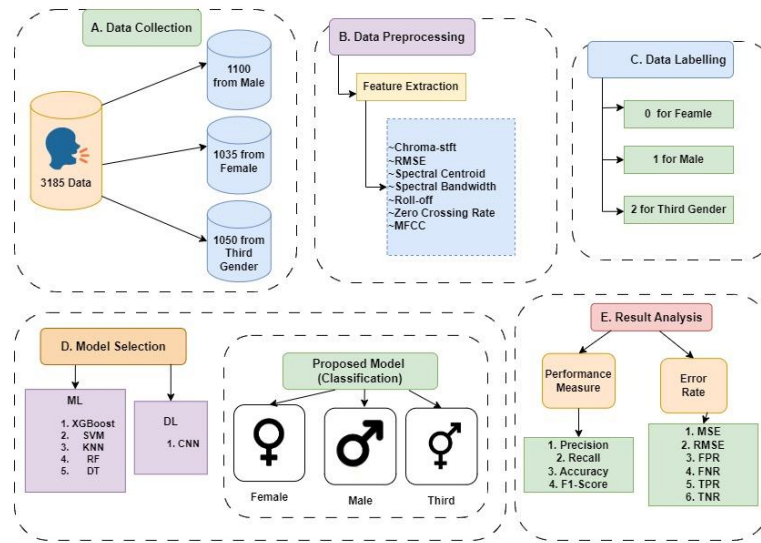 A. Data Collection
3185 Data
1100
from Male
1035 from
Female
1050 from
Third
Gender
B. Data Preprocessing
Feature Extraction
~Chroma-stft
~RMSE
~Spectral Centroid
~Spectral Bandwidth
~Roll-off
~Zero Crossing Rate
~MFCC
C. Data Labelling
0 for Feamle
1 for Male
2 for Third Gender
D. Model Selection
ML
1. XGBoost
2. SVM
3. KNN
4. RF
5. DT
DL
1. CNN
Proposed Model
(Classification)
Female
Male
Third
E. Result Analysis
Performance
Measure
1. Precision
2. Recall
3. Accuracy
4. F1-Score
Error
Rate
1. MSE
2. RMSE
3. FPR
4. FNR
5. TPR
6. TNR